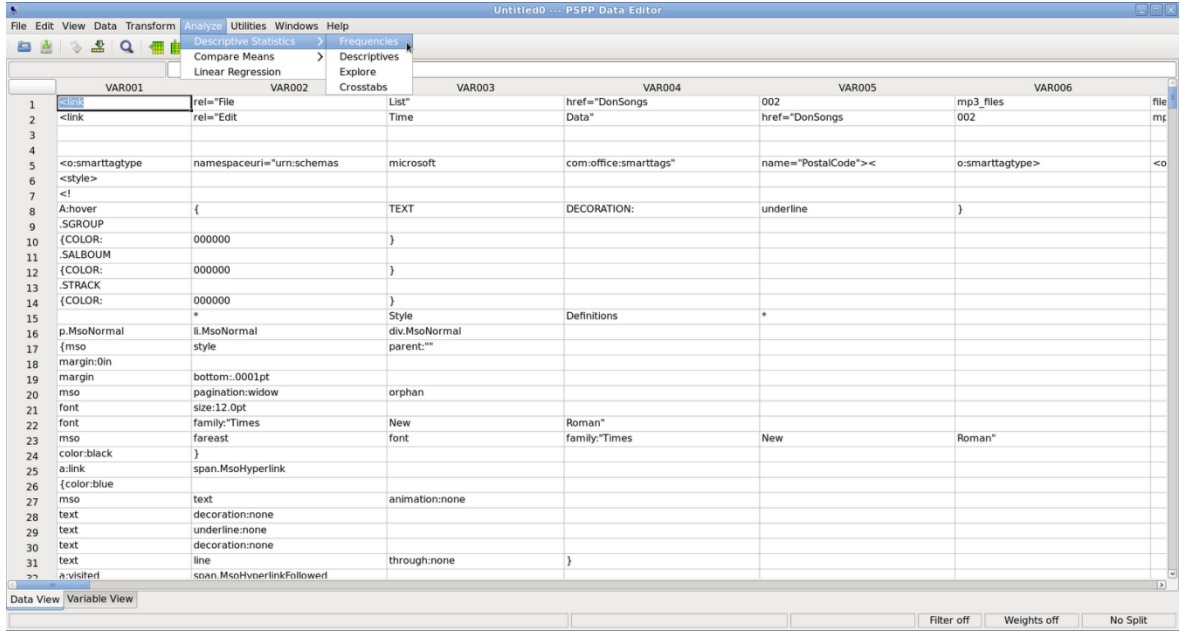 Untitled0 --- PSPP Data Editor
File Edit View Data Transform Analyze Utilities Windows Help
Descriptive Statistics Frequencies
Compare Means Descriptives
Linear Regression Explore
Crosstabs
VAR001 VAR002 VAR003 VAR004 VAR005 VAR006
1 <link rel="File List" href="DonSongs 002 mp3_files file
2 <link rel="Edit Time Data" href="DonSongs 002
3
4
5 <o:smarttagtype namespaceuri="urn:schemas microsoft com:office:smarttags" name="PostalCode">< o:smarttagtype> <o
6 <style>
7 <!
8 A:hover { TEXT DECORATION: underline }
9 .SGROUP
10 {COLOR: 000000 }
11 .SALBOUM
12 {COLOR: 000000 }
13 .STRACK
14 {COLOR: 000000 }
15 * Style Definitions *
16 p.MsoNormal li.MsoNormal div.MsoNormal
17 {mso style parent:""
18 margin:0in
19 margin bottom:.0001pt
20 mso pagination:widow orphan
21 font size:12.0pt
22 font family:"Times New Roman"
23 mso fareast font family:"Times New Roman"
24 color:black }
25 a:link span.MsoHyperlink
26 {color:blue
27 mso text animation:none
28 text decoration:none
29 text underline:none
30 text decoration:none
31 text line through:none }
32 a:visited span.MsoHyperlinkFollowed
Data View Variable View
Filter off Weights off No Split